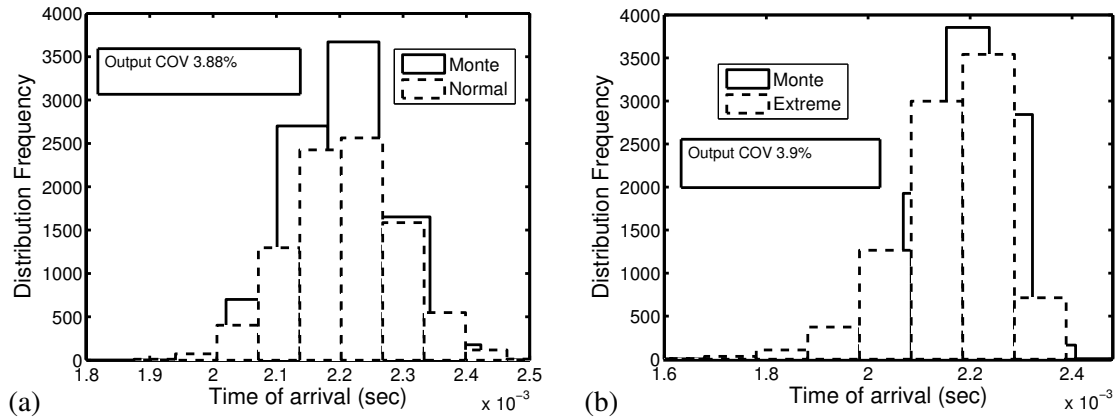 4000
3500
3000
2500
2000
1500
1000
500
0
Distribution Frequency
Output COV 3.88%
Monte
Normal
1.8 1.9 2 2.1 2.2 2.3 2.4 2.5
Time of arrival (sec)
x 10⁻³
(a)
4000
3500
3000
2500
2000
1500
1000
500
0
Distribution Frequency
Monte
Extreme
Output COV 3.9%
1.6 1.8 2 2.2 2.4
Time of arrival (sec)
x 10⁻³
(b)